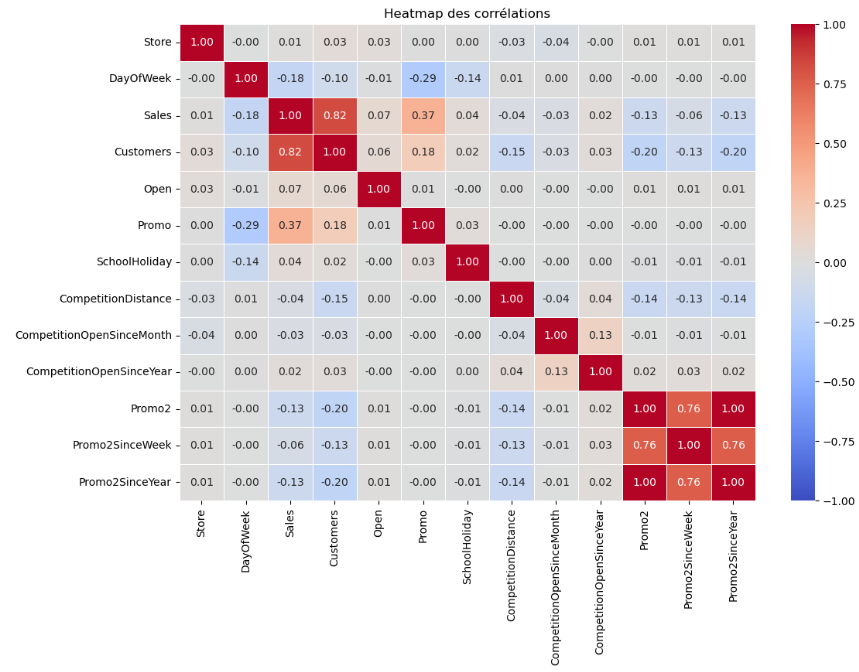 Heatmap des corrélations
Store 1.00 -0.00 0.01 0.03 0.03 0.00 0.00 -0.03 -0.04 -0.00 0.01 0.01 0.01
DayOfWeek -0.00 1.00 -0.18 -0.10 -0.01 -0.29 -0.14 0.01 0.00 0.00 -0.00 -0.00 -0.00
Sales 0.01 -0.18 1.00 0.82 0.07 0.37 0.04 -0.04 -0.03 0.02 -0.13 -0.06 -0.13
Customers 0.03 -0.10 0.82 1.00 0.06 0.18 0.02 -0.15 -0.03 0.03 -0.20 -0.13 -0.20
Open 0.03 -0.01 0.07 0.06 1.00 0.01 -0.00 0.00 -0.00 -0.00 0.01 0.01 0.01
Promo 0.00 -0.29 0.37 0.18 0.01 1.00 0.03 -0.00 -0.00 -0.00 -0.00 -0.00 -0.00
SchoolHoliday 0.00 -0.14 0.04 0.02 -0.00 0.03 1.00 -0.00 -0.00 0.00 -0.01 -0.01 -0.01
CompetitionDistance -0.03 0.01 -0.04 -0.15 0.00 -0.00 -0.00 1.00 -0.04 0.04 -0.14 -0.13 -0.14
CompetitionOpenSinceMonth -0.04 0.00 -0.03 -0.03 -0.00 -0.00 -0.00 -0.04 1.00 0.13 -0.01 -0.01 -0.01
CompetitionOpenSinceYear -0.00 0.00 0.02 0.03 -0.00 -0.00 0.00 0.04 0.13 1.00 0.02 0.03 0.02
Promo2 0.01 -0.00 -0.13 -0.20 0.01 -0.00 -0.01 -0.14 -0.01 0.02 1.00 0.76 1.00
Promo2SinceWeek 0.01 -0.00 -0.06 -0.13 0.01 -0.00 -0.01 -0.13 -0.01 0.03 0.76 1.00 0.76
Promo2SinceYear 0.01 -0.00 -0.13 -0.20 0.01 -0.00 -0.01 -0.14 -0.01 0.02 1.00 0.76 1.00
Store
DayOfWeek
Sales
Customers
Open
Promo
SchoolHoliday
CompetitionDistance
CompetitionOpenSinceMonth
CompetitionOpenSinceYear
Promo2
Promo2SinceWeek
Promo2SinceYear
1.00
0.75
0.50
0.25
0.00
−0.25
−0.50
−0.75
−1.00